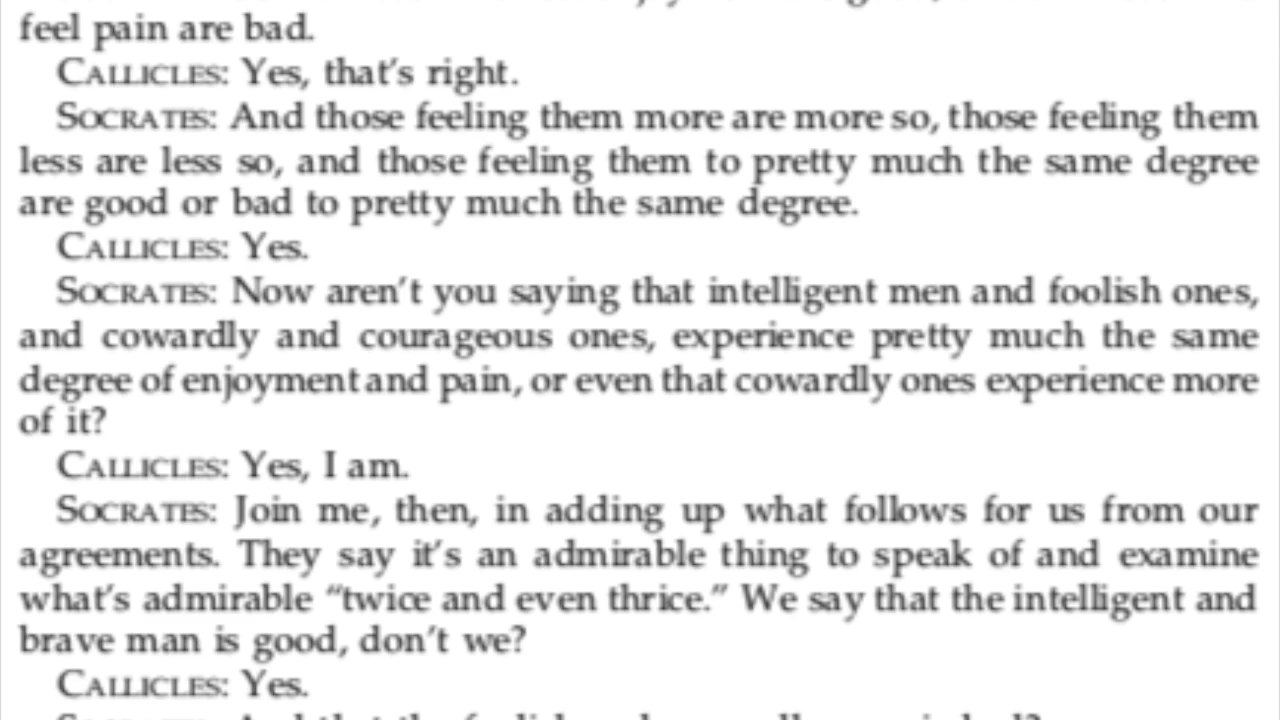 feel pain are bad.
CALLICLES: Yes, that's right.
SOCRATES: And those feeling them more are more so, those feeling them
less are less so, and those feeling them to pretty much the same degree
are good or bad to pretty much the same degree.
CALLICLES: Yes.
SOCRATES: Now aren't you saying that intelligent men and foolish ones,
and cowardly and courageous ones, experience pretty much the same
degree of enjoyment and pain, or even that cowardly ones experience more
of it?
CALLICLES: Yes, I am.
SOCRATES: Join me, then, in adding up what follows for us from our
agreements. They say it's an admirable thing to speak of and examine
what's admirable “twice and even thrice.” We say that the intelligent and
brave man is good, don't we?
CALLICLES: Yes.